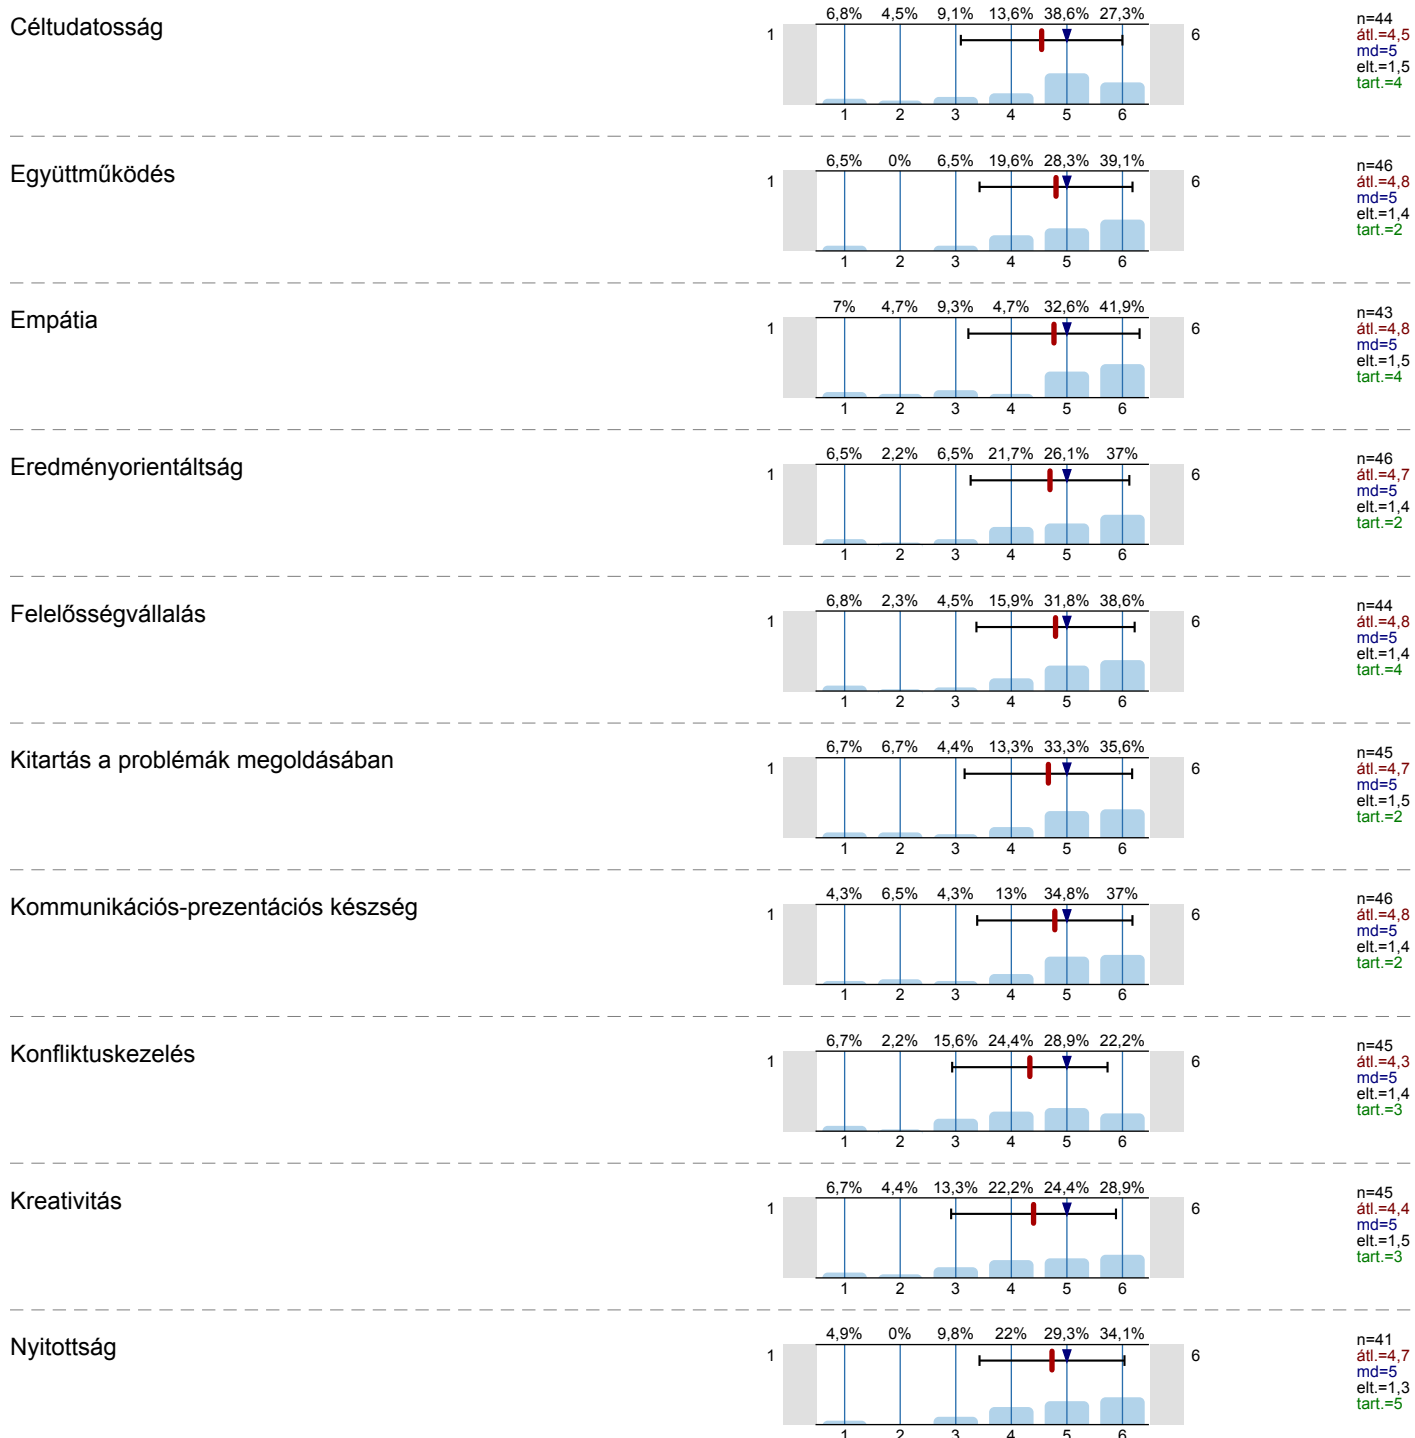 Céltudatosság
6,8% 4,5% 9,1% 13,6% 38,6% 27,3%
1 6
1 2 3 4 5 6
n=44
átl.=4,5
md=5
elt.=1,5
tart.=4
Együttműködés
6,5% 0% 6,5% 19,6% 28,3% 39,1%
1 6
1 2 3 4 5 6
n=46
átl.=4,8
md=5
elt.=1,4
tart.=2
Empátia
7% 4,7% 9,3% 4,7% 32,6% 41,9%
1 6
1 2 3 4 5 6
n=43
átl.=4,8
md=5
elt.=1,5
tart.=4
Eredményorientáltság
6,5% 2,2% 6,5% 21,7% 26,1% 37%
1 6
1 2 3 4 5 6
n=46
átl.=4,7
md=5
elt.=1,4
tart.=2
Felelősségvállalás
6,8% 2,3% 4,5% 15,9% 31,8% 38,6%
1 6
1 2 3 4 5 6
n=44
átl.=4,8
md=5
elt.=1,4
tart.=4
Kitartás a problémák megoldásában
6,7% 6,7% 4,4% 13,3% 33,3% 35,6%
1 6
1 2 3 4 5 6
n=45
átl.=4,7
md=5
elt.=1,5
tart.=2
Kommunikációs-prezentációs készség
4,3% 6,5% 4,3% 13% 34,8% 37%
1 6
1 2 3 4 5 6
n=46
átl.=4,8
md=5
elt.=1,4
tart.=2
Konfliktuskezelés
6,7% 2,2% 15,6% 24,4% 28,9% 22,2%
1 6
1 2 3 4 5 6
n=45
átl.=4,3
md=5
elt.=1,4
tart.=3
Kreativitás
6,7% 4,4% 13,3% 22,2% 24,4% 28,9%
1 6
1 2 3 4 5 6
n=45
átl.=4,4
md=5
elt.=1,5
tart.=3
Nyitottság
4,9% 0% 9,8% 22% 29,3% 34,1%
1 6
1 2 3 4 5 6
n=41
átl.=4,7
md=5
elt.=1,3
tart.=5